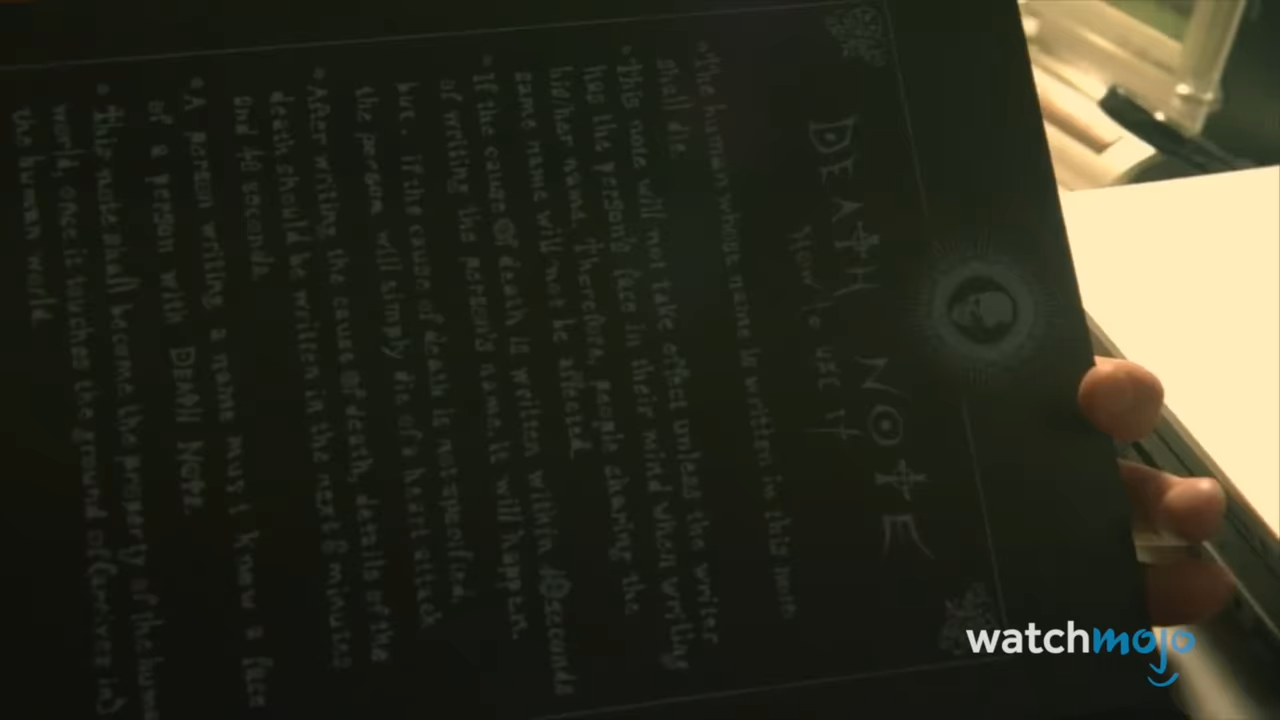 DEATH NOTE
How to use it
• The human whose name is written in this note
shall die.
• This note will not take effect unless the writer
has the person's face in their mind when writing
his/her name. Therefore, people sharing the
same name will not be affected.
• If the cause of death is written within 40 seconds
of writing the person's name, it will happen.
but. if the cause of death is not specified,
the person will simply die of a heart attack
• After writing the cause of death, details of the
death should be written in the next 6 minutes
and 40 seconds.
• A person writing a name must know a face
of a person with DEATH NOTE.
• This note shall become the property of the human
world, once it touches the ground of (arrives in)
the human world.
watchmojo